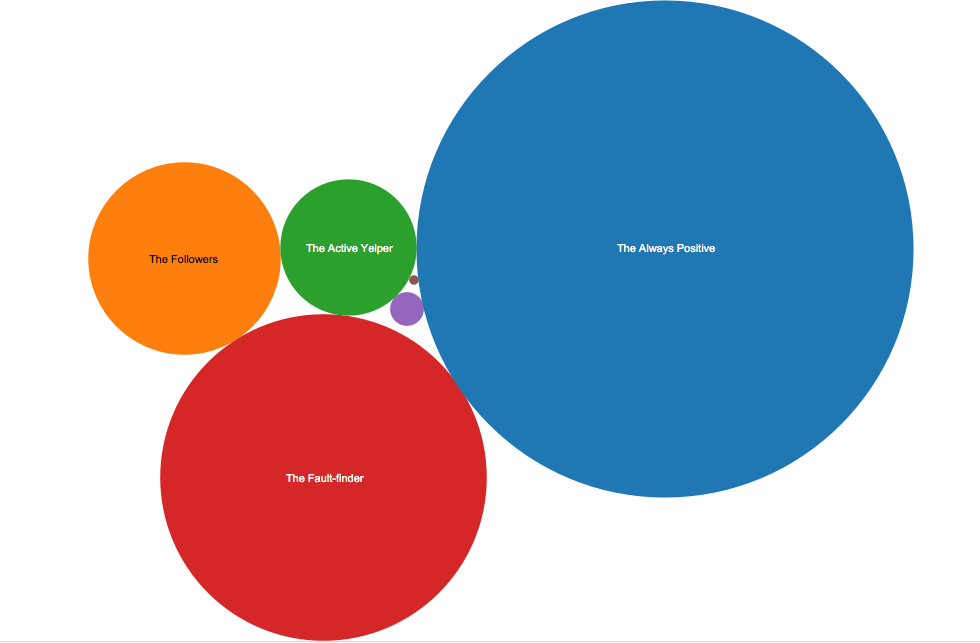 The Always Positive
The Active Yelper
The Followers
The Fault-finder